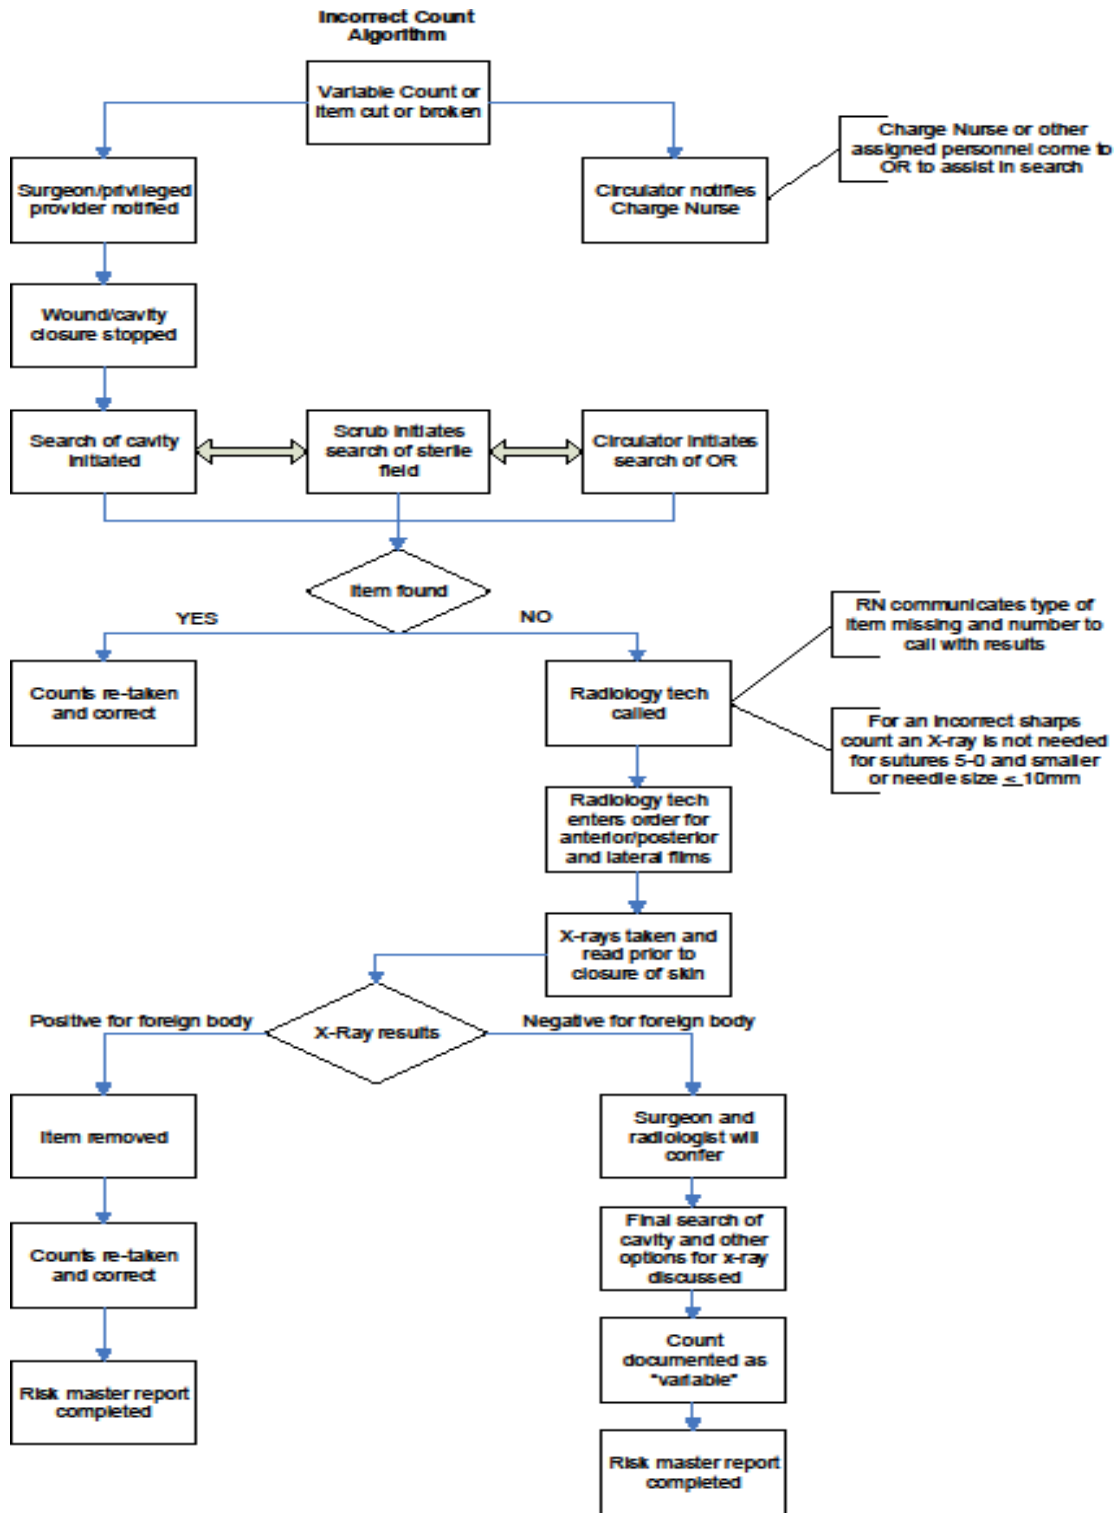 Incorrect Count
Algorithm
Variable Count or
Item cut or broken
Charge Nurse or other
assigned personnel come to
OR to assist in search
Surgeon/privileged
provider notified
Circulator notifies
Charge Nurse
Wound/cavity
closure stopped
Search of cavity
initiated
Scrub initiates
search of sterile
field
Circulator initiates
search of OR
Item found
YES
NO
RN communicates type of
item missing and number to
call with results
Counts re-taken
and correct
Radiology tech
called
For an incorrect sharps
count an X-ray is not needed
for sutures 5-0 and smaller
or needle size ≤ 10mm
Radiology tech
enters order for
anterior/posterior
and lateral films
X-rays taken and
read prior to
closure of skin
Positive for foreign body
X-Ray results
Negative for foreign body
Item removed
Surgeon and
radiologist will
confer
Counts re-taken
and correct
Final search of
cavity and other
options for x-ray
discussed
Risk master report
completed
Count
documented as
"variable"
Risk master report
completed